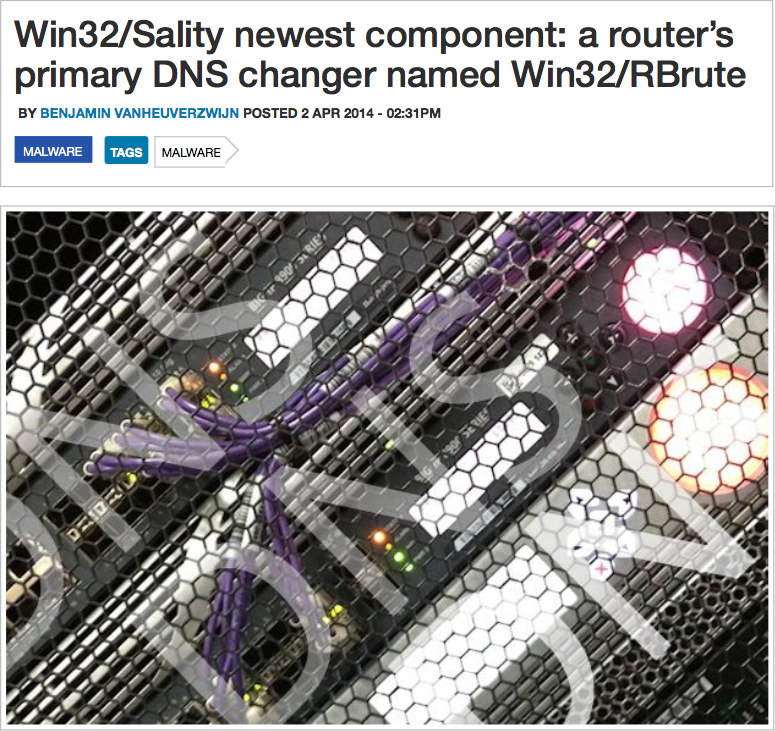 Win32/Sality newest component: a router’s
primary DNS changer named Win32/RBrute
BY BENJAMIN VANHEUVERZWIJN POSTED 2 APR 2014 - 02:31PM
MALWARE
TAGS
MALWARE
DNS
DNS
DN